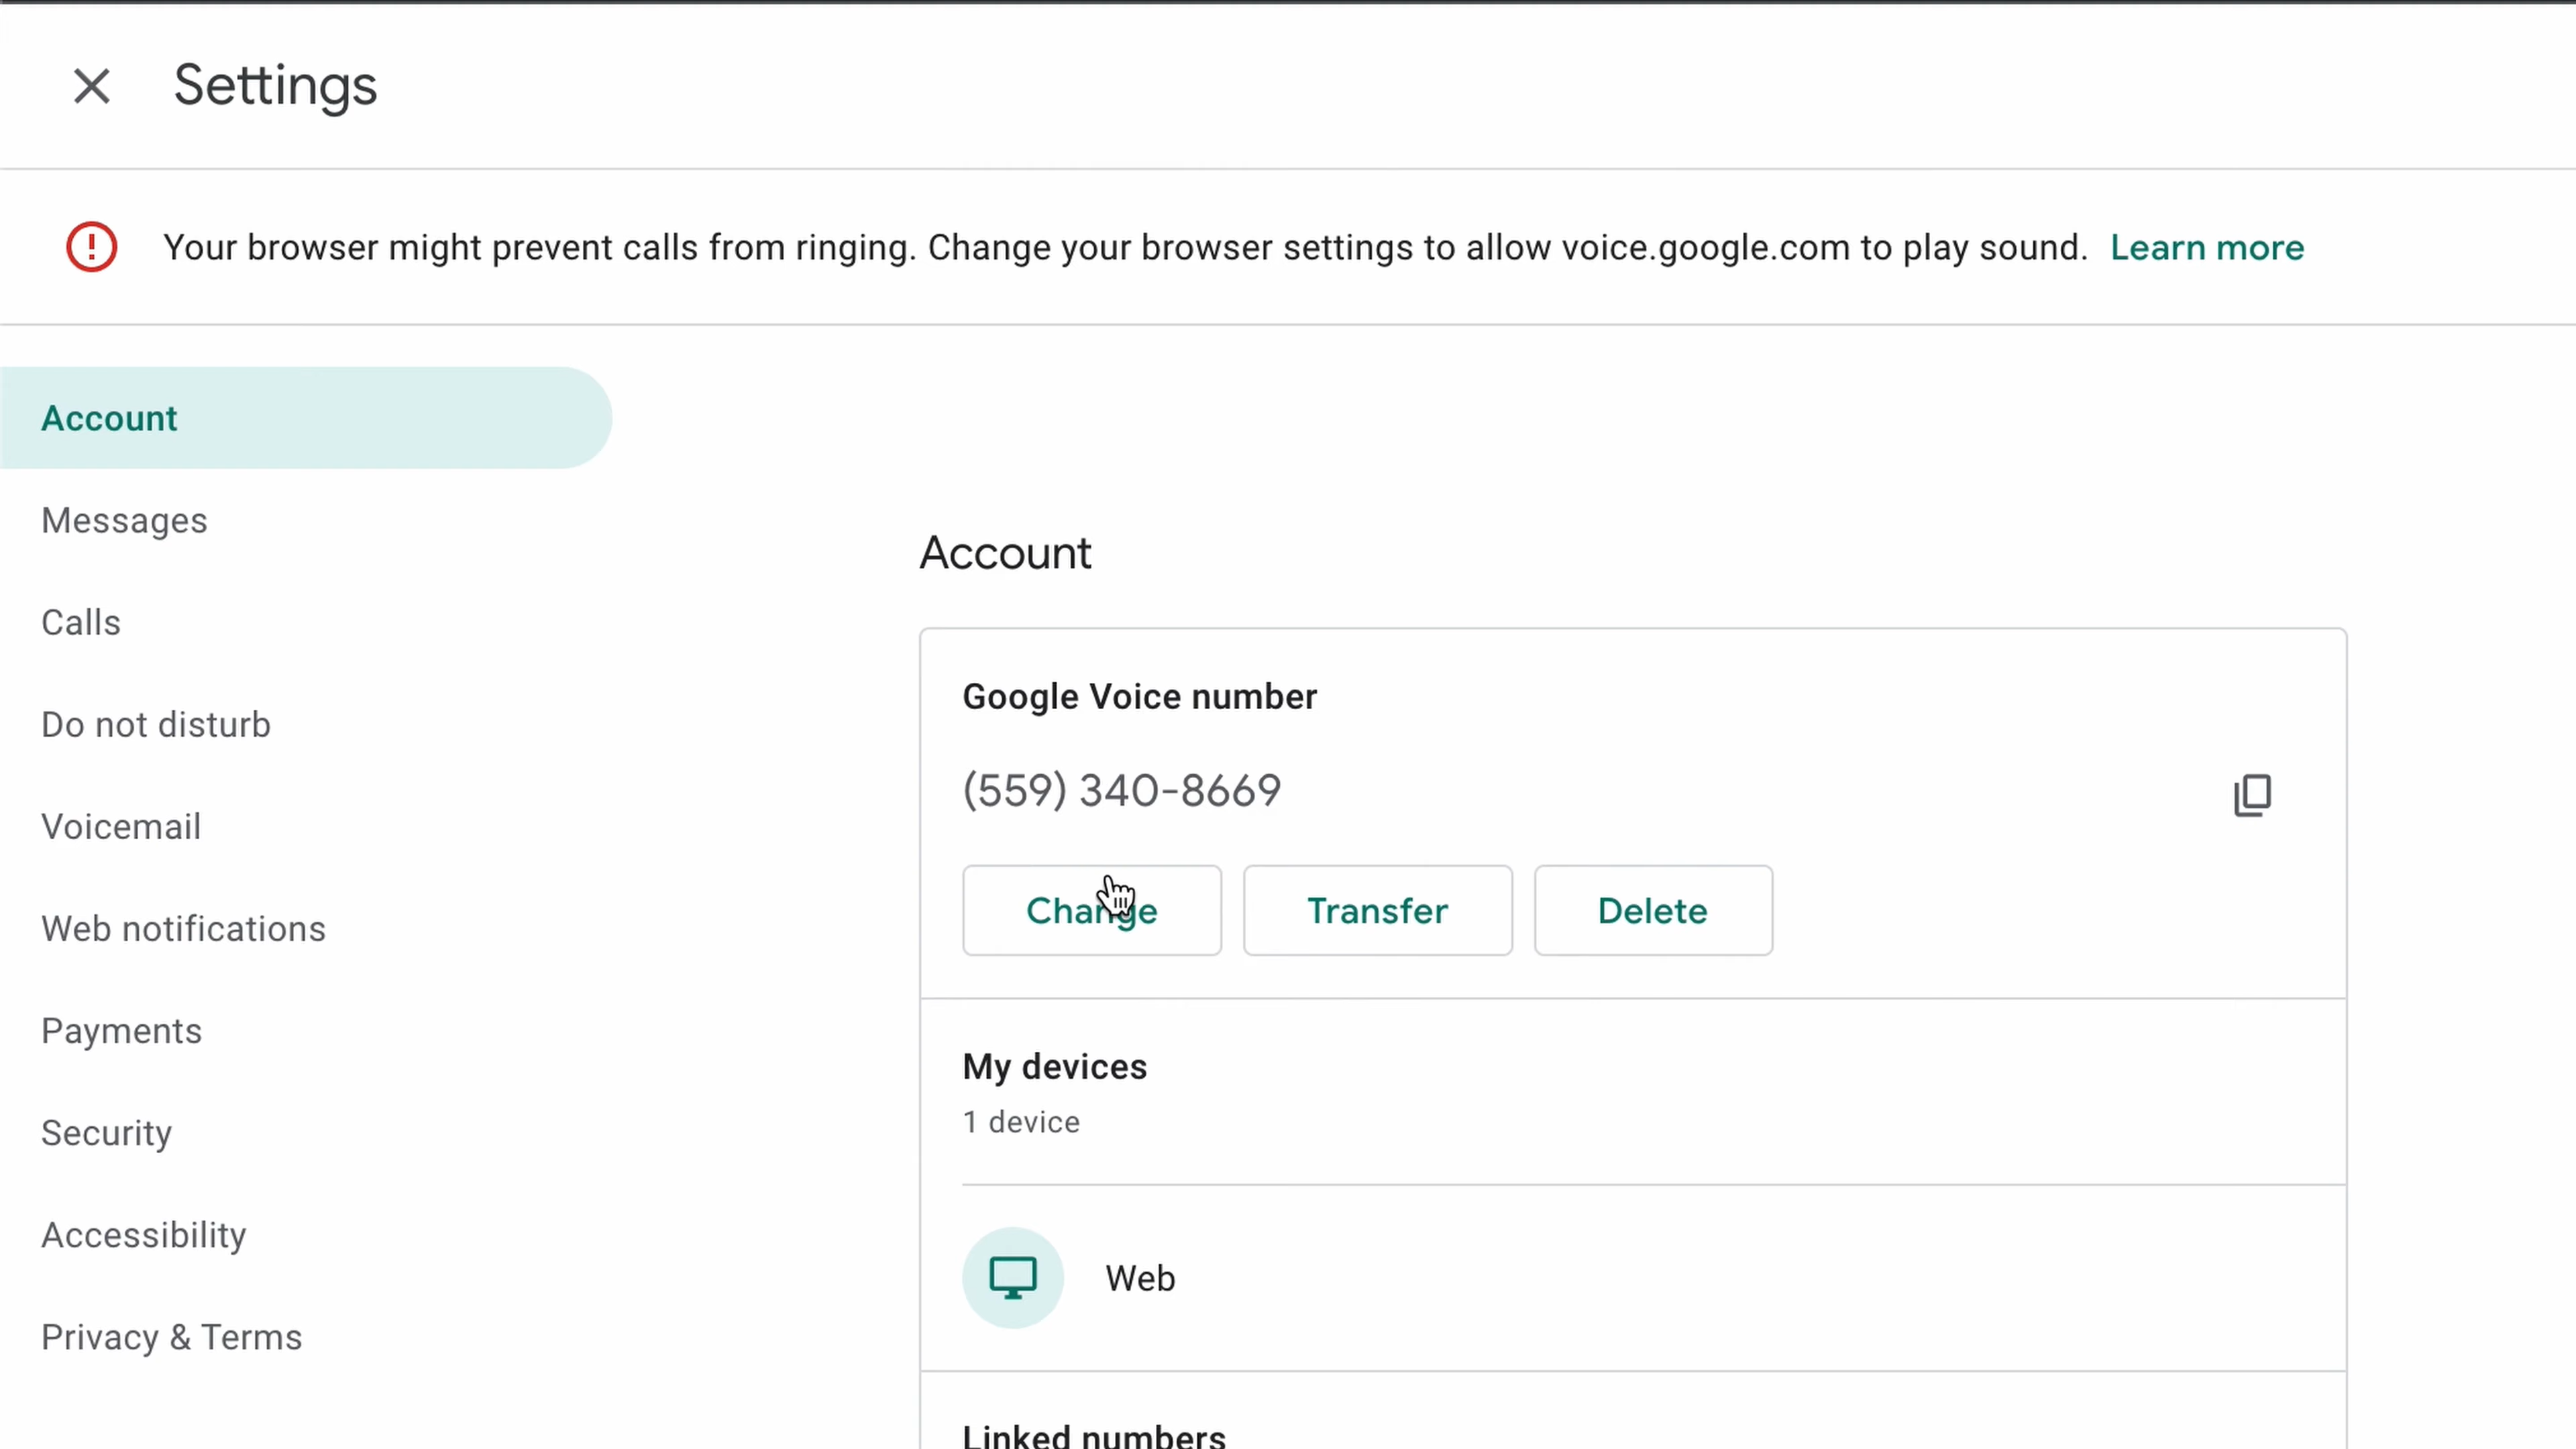 Settings
Your browser might prevent calls from ringing. Change your browser settings to allow voice.google.com to play sound. Learn more
Account
Messages
Calls
Do not disturb
Voicemail
Web notifications
Payments
Security
Accessibility
Privacy & Terms
Account
Google Voice number
(559) 340-8669
Change Transfer Delete
My devices
1 device
Web
Linked numbers